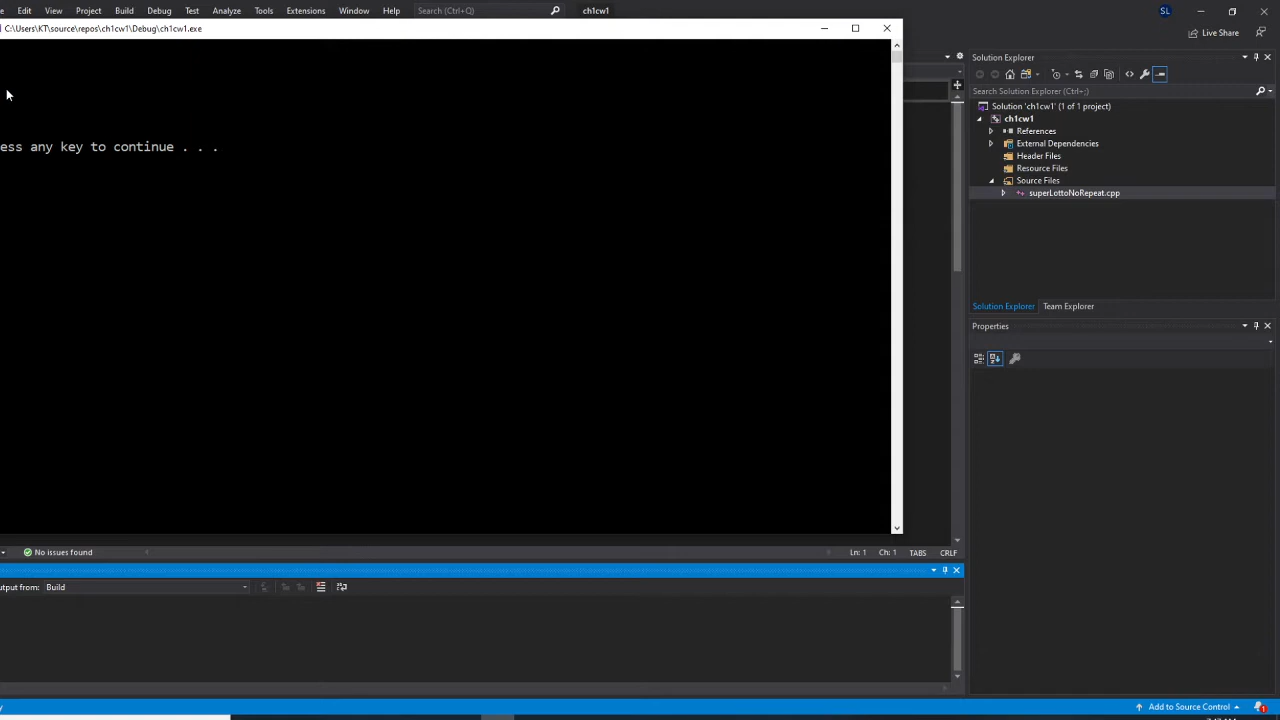 Edit View Project Build Debug Test Analyze Tools Extensions Window Help Search (Ctrl+Q) ch1cw1 SL
C:\Users\KT\source\repos\ch1cw1\Debug\ch1cw1.exe
Live Share
ess any key to continue . . .
Solution Explorer
Search Solution Explorer (Ctrl+;)
Solution 'ch1cw1' (1 of 1 project)
ch1cw1
References
External Dependencies
Header Files
Resource Files
Source Files
superLottoNoRepeat.cpp
Solution Explorer Team Explorer
Properties
No issues found Ln: 1 Ch: 1 TABS CRLF
utput from: Build
Add to Source Control 1